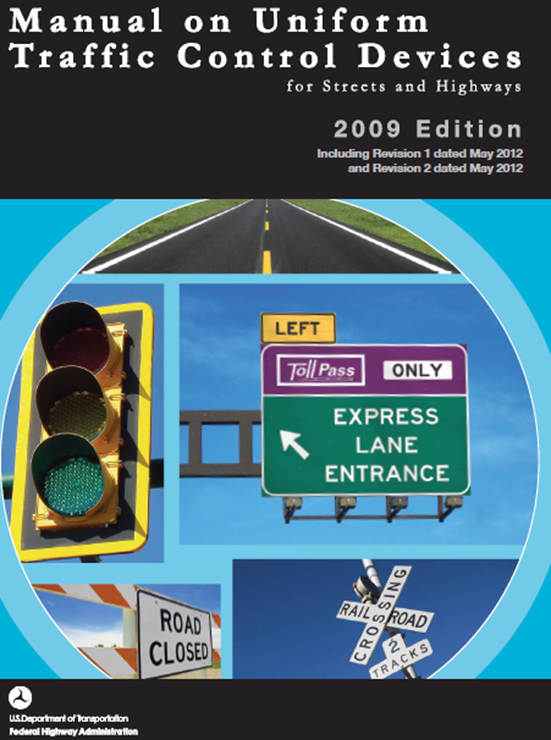 Manual on Uniform
Traffic Control Devices
for Streets and Highways
2009 Edition
Including Revision 1 dated May 2012
and Revision 2 dated May 2012
LEFT
Toll Pass
ONLY
EXPRESS
LANE
ENTRANCE
ROAD
CLOSED
RAIL ROAD
CROSSING
2
TRACKS
U.S.Department of Transportation
Federal Highway Administration